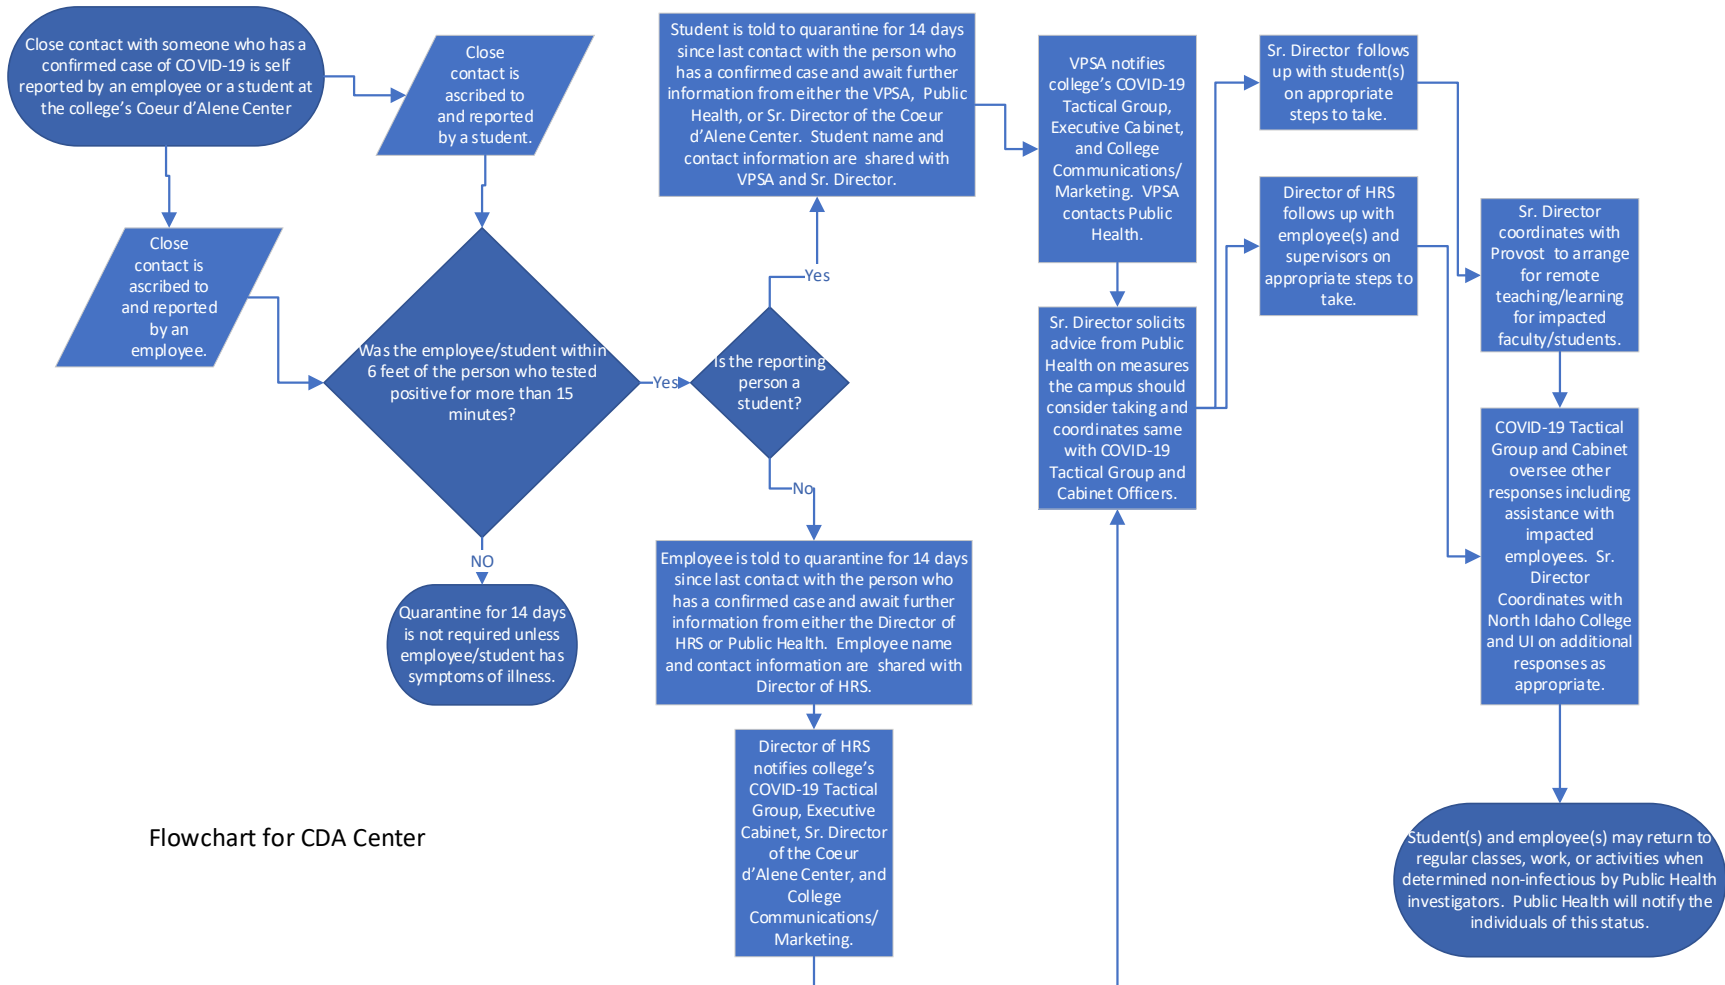 Close contact with someone who has a
confirmed case of COVID-19 is self
reported by an employee or a student at
the college's Coeur d'Alene Center
Close
contact is
ascribed to
and reported
by a student.
Close
contact is
ascribed to
and reported
by an
employee.
Was the employee/student within
6 feet of the person who tested
positive for more than 15
minutes?
NO
Quarantine for 14 days
is not required unless
employee/student has
symptoms of illness.
Yes
Is the reporting
person a
student?
Yes
Student is told to quarantine for 14 days
since last contact with the person who
has a confirmed case and await further
information from either the VPSA, Public
Health, or Sr. Director of the Coeur
d'Alene Center. Student name and
contact information are shared with
VPSA and Sr. Director.
No
Employee is told to quarantine for 14 days
since last contact with the person who
has a confirmed case and await further
information from either the Director of
HRS or Public Health. Employee name
and contact information are shared with
Director of HRS.
Director of HRS
notifies college's
COVID-19 Tactical
Group, Executive
Cabinet, Sr. Director
of the Coeur
d'Alene Center, and
College
Communications/
Marketing.
VPSA notifies
college's COVID-19
Tactical Group,
Executive Cabinet,
and College
Communications/
Marketing. VPSA
contacts Public
Health.
Sr. Director solicits
advice from Public
Health on measures
the campus should
consider taking and
coordinates same
with COVID-19
Tactical Group and
Cabinet Officers.
Sr. Director follows
up with student(s)
on appropriate
steps to take.
Director of HRS
follows up with
employee(s) and
supervisors on
appropriate steps to
take.
Sr. Director
coordinates with
Provost to arrange
for remote
teaching/learning
for impacted
faculty/students.
COVID-19 Tactical
Group and Cabinet
oversee other
responses including
assistance with
impacted
employees. Sr.
Director
Coordinates with
North Idaho College
and UI on additional
responses as
appropriate.
Student(s) and employee(s) may return to
regular classes, work, or activities when
determined non-infectious by Public Health
investigators. Public Health will notify the
individuals of this status.
Flowchart for CDA Center